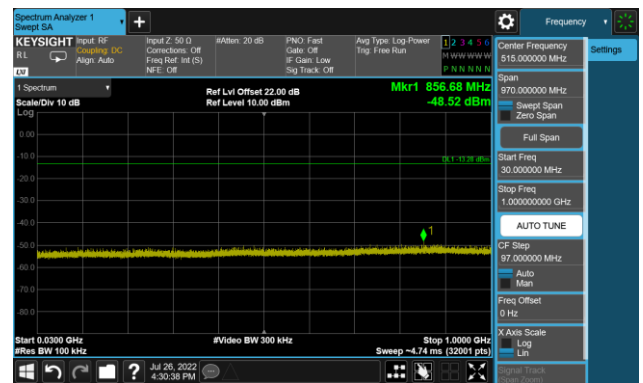 Spectrum Analyzer 1
Swept SA
Frequency
KEYSIGHT
Input: RF
Input Z: 50 Ω
#Atten: 20 dB
PNO: Fast
Avg Type: Log-Power
1 2 3 4 5 6
RL
Coupling: DC
Corrections: Off
Gate: Off
Trig: Free Run
M W W W W W
Align: Auto
Freq Ref: Int (S)
IF Gain: Low
LXI
NFE: Off
Sig Track: Off
P N N N N N
1 Spectrum
Ref Lvl Offset 22.00 dB
Mkr1 856.68 MHz
Scale/Div 10 dB
Ref Level 10.00 dBm
-48.52 dBm
Log
0.00
-10.0
DL1 -13.28 dBm
-20.0
-30.0
-40.0
1
-50.0
-60.0
-70.0
-80.0
Start 0.0300 GHz
#Video BW 300 kHz
Stop 1.0000 GHz
#Res BW 100 kHz
Sweep ~4.74 ms (32001 pts)
Center Frequency
515.000000 MHz
Settings
Span
970.000000 MHz
Swept Span
Zero Span
Full Span
Start Freq
30.000000 MHz
Stop Freq
1.000000000 GHz
AUTO TUNE
CF Step
97.000000 MHz
Auto
Man
Freq Offset
0 Hz
X Axis Scale
Log
Lin
Signal Track
(Span Zoom)
?
Jul 26, 2022
4:30:38 PM